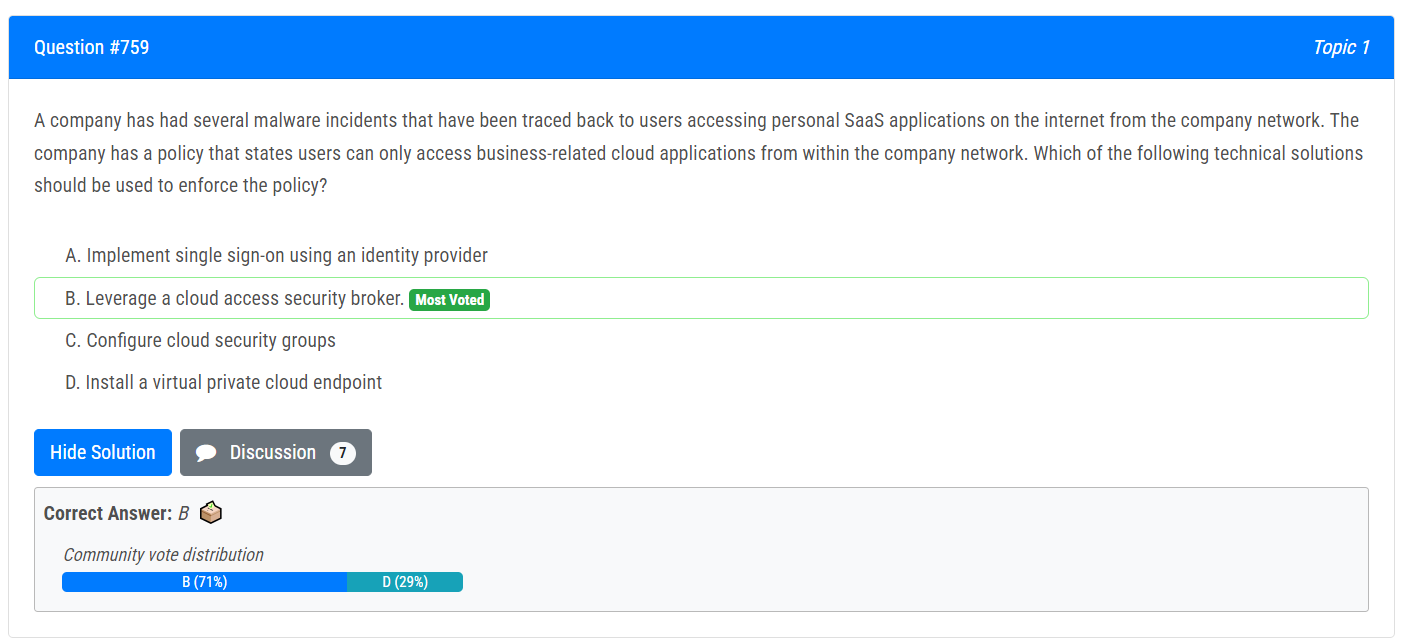 Question #759
Topic 1
A company has had several malware incidents that have been traced back to users accessing personal SaaS applications on the internet from the company network. The
company has a policy that states users can only access business-related cloud applications from within the company network. Which of the following technical solutions
should be used to enforce the policy?
A. Implement single sign-on using an identity provider
B. Leverage a cloud access security broker. Most Voted
C. Configure cloud security groups
D. Install a virtual private cloud endpoint
Hide Solution
Discussion 7
Correct Answer: B
Community vote distribution
B (71%)
D (29%)